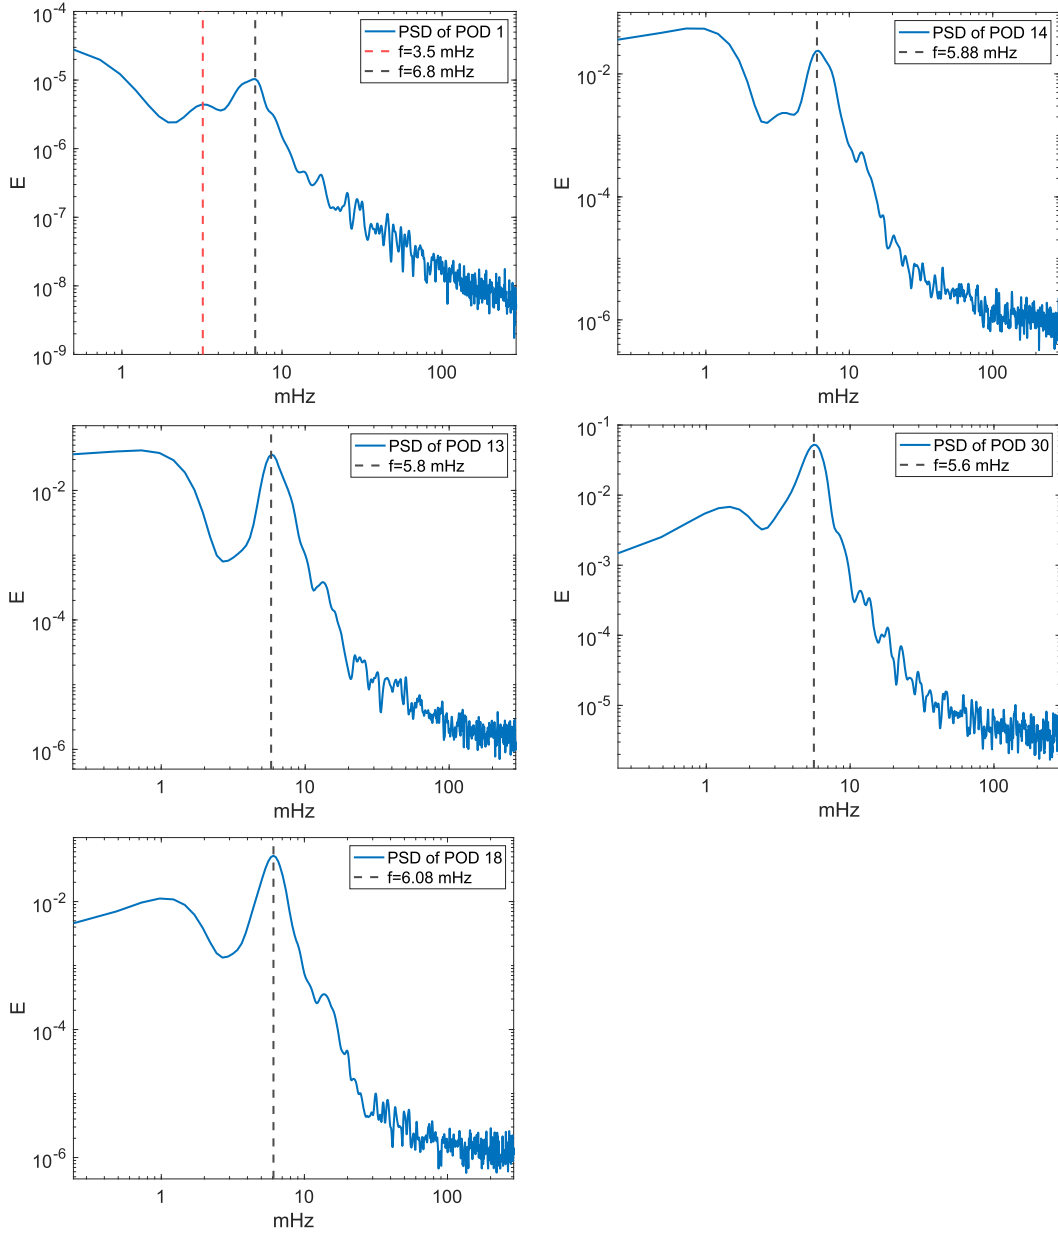 10^-4
10^-5
10^-6
10^-7
10^-8
10^-9
E
1
10
100
mHz
PSD of POD 1
f=3.5 mHz
f=6.8 mHz
10^-2
10^-4
10^-6
E
1
10
100
mHz
PSD of POD 14
f=5.88 mHz
10^-2
10^-4
10^-6
E
1
10
100
mHz
PSD of POD 13
f=5.8 mHz
10^-1
10^-2
10^-3
10^-4
10^-5
E
1
10
100
mHz
PSD of POD 30
f=5.6 mHz
10^-2
10^-4
10^-6
E
1
10
100
mHz
PSD of POD 18
f=6.08 mHz